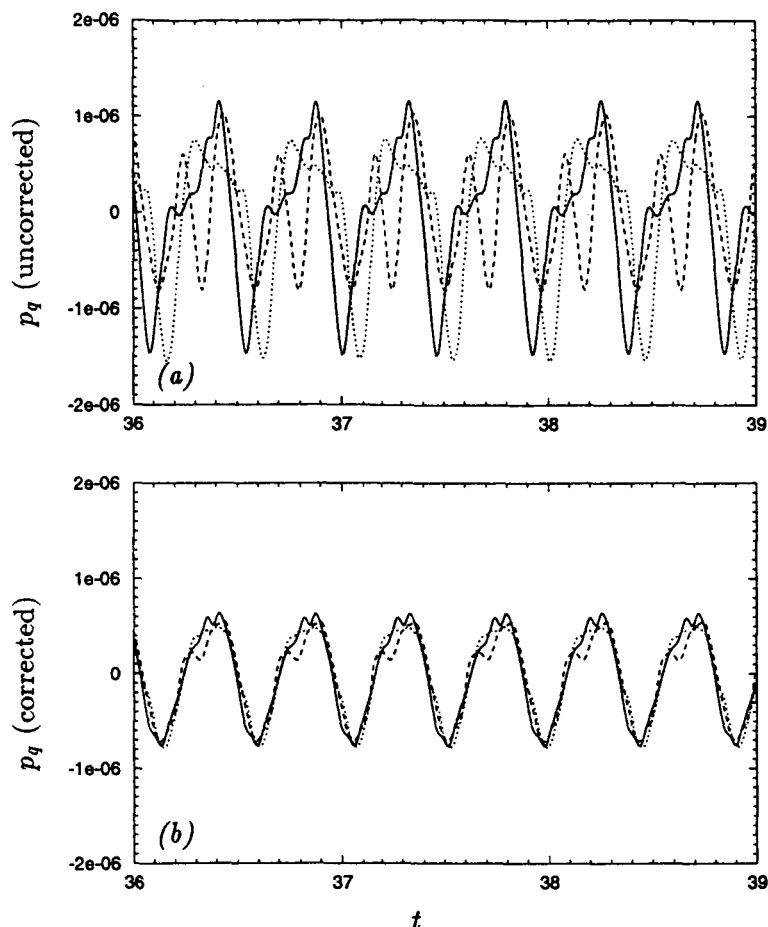 2e-06
1e-06
0
-1e-06
-2e-06
p_q (uncorrected)
(a)
36
37
38
39
2e-06
1e-06
0
-1e-06
-2e-06
p_q (corrected)
(b)
36
37
38
39
t